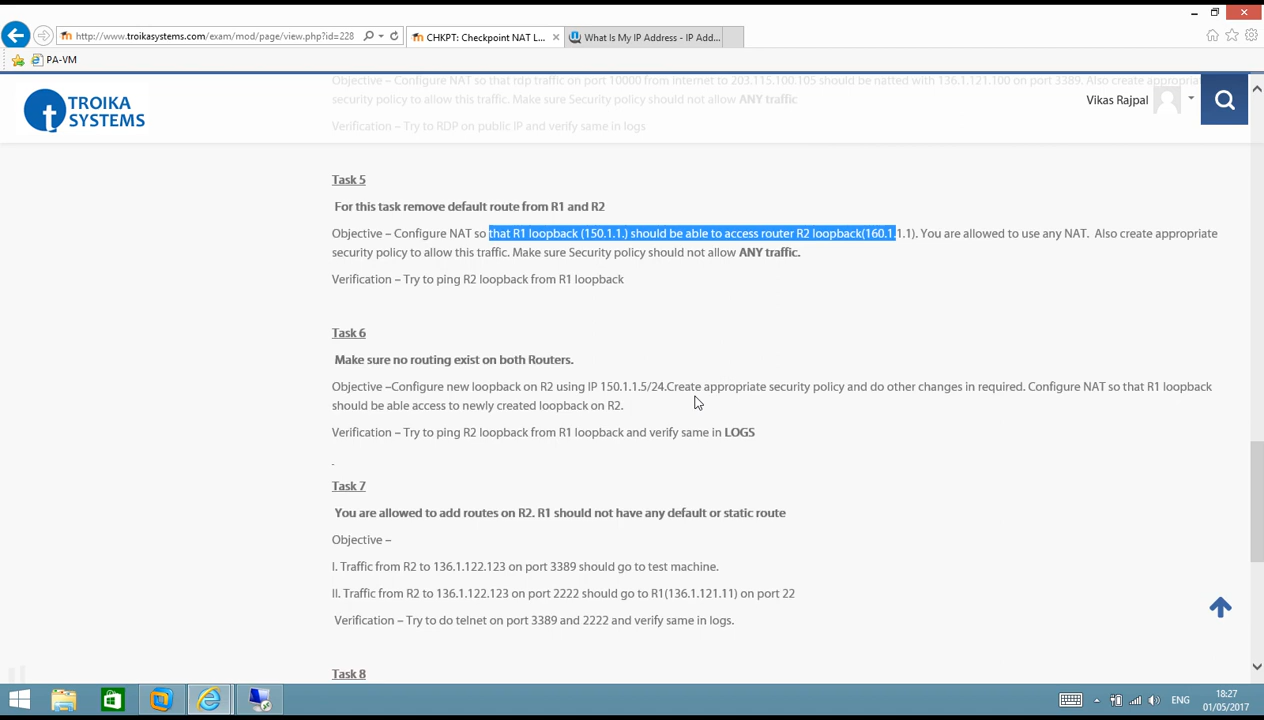 http://www.troikasystems.com/exam/mod/page/view.php?id=228
CHKPT: Checkpoint NAT L...
What Is My IP Address - IP Add...
PA-VM
Objective – Configure NAT so that rdp traffic on port 10000 from internet to 203.115.100.105 should be natted with 136.1.121.100 on port 3389. Also create appropriate
security policy to allow this traffic. Make sure Security policy should not allow ANY traffic
TROIKA
SYSTEMS
Vikas Rajpal
Verification – Try to RDP on public IP and verify same in logs
Task 5
For this task remove default route from R1 and R2
Objective – Configure NAT so that R1 loopback (150.1.1.) should be able to access router R2 loopback(160.1.1.1). You are allowed to use any NAT. Also create appropriate
security policy to allow this traffic. Make sure Security policy should not allow ANY traffic.
Verification – Try to ping R2 loopback from R1 loopback
Task 6
Make sure no routing exist on both Routers.
Objective –Configure new loopback on R2 using IP 150.1.1.5/24.Create appropriate security policy and do other changes in required. Configure NAT so that R1 loopback
should be able access to newly created loopback on R2.
Verification – Try to ping R2 loopback from R1 loopback and verify same in LOGS
.
Task 7
You are allowed to add routes on R2. R1 should not have any default or static route
Objective –
I. Traffic from R2 to 136.1.122.123 on port 3389 should go to test machine.
II. Traffic from R2 to 136.1.122.123 on port 2222 should go to R1(136.1.121.11) on port 22
Verification – Try to do telnet on port 3389 and 2222 and verify same in logs.
Task 8
ENG
18:27
01/05/2017